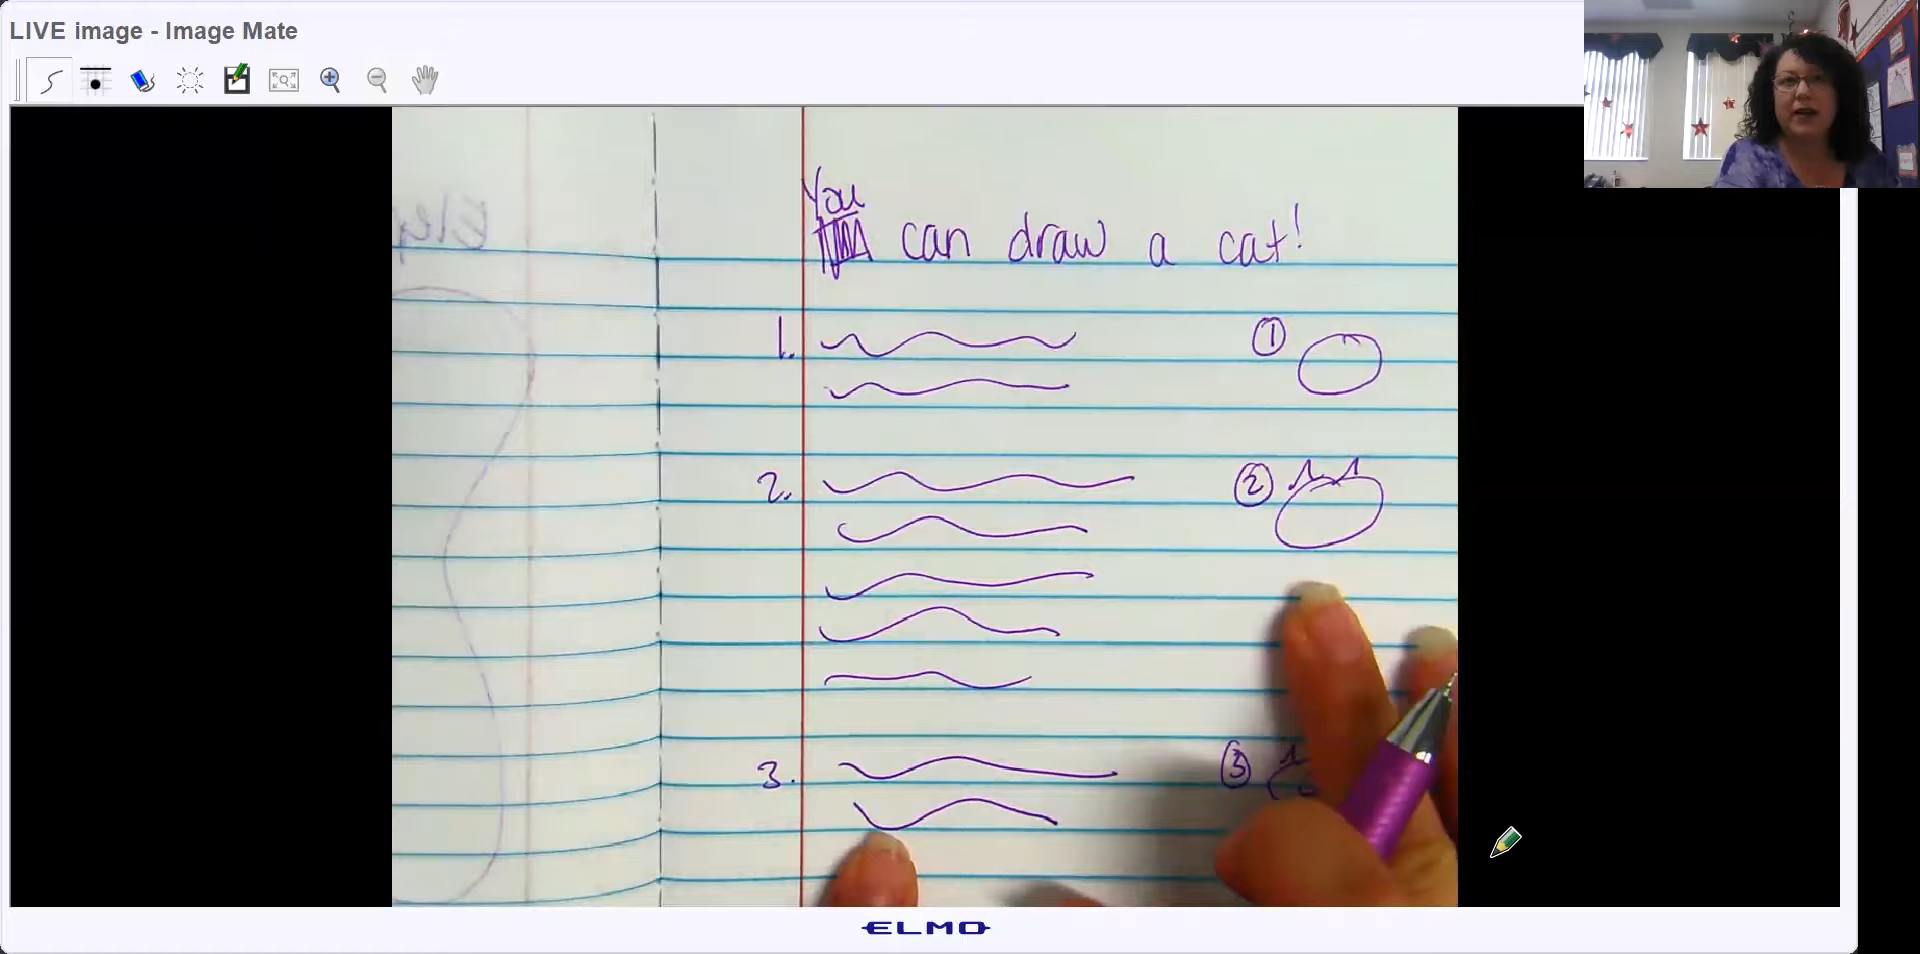 LIVE image - Image Mate
You
can draw a cat!
1.
①
2.
②
3.
③
ELMO